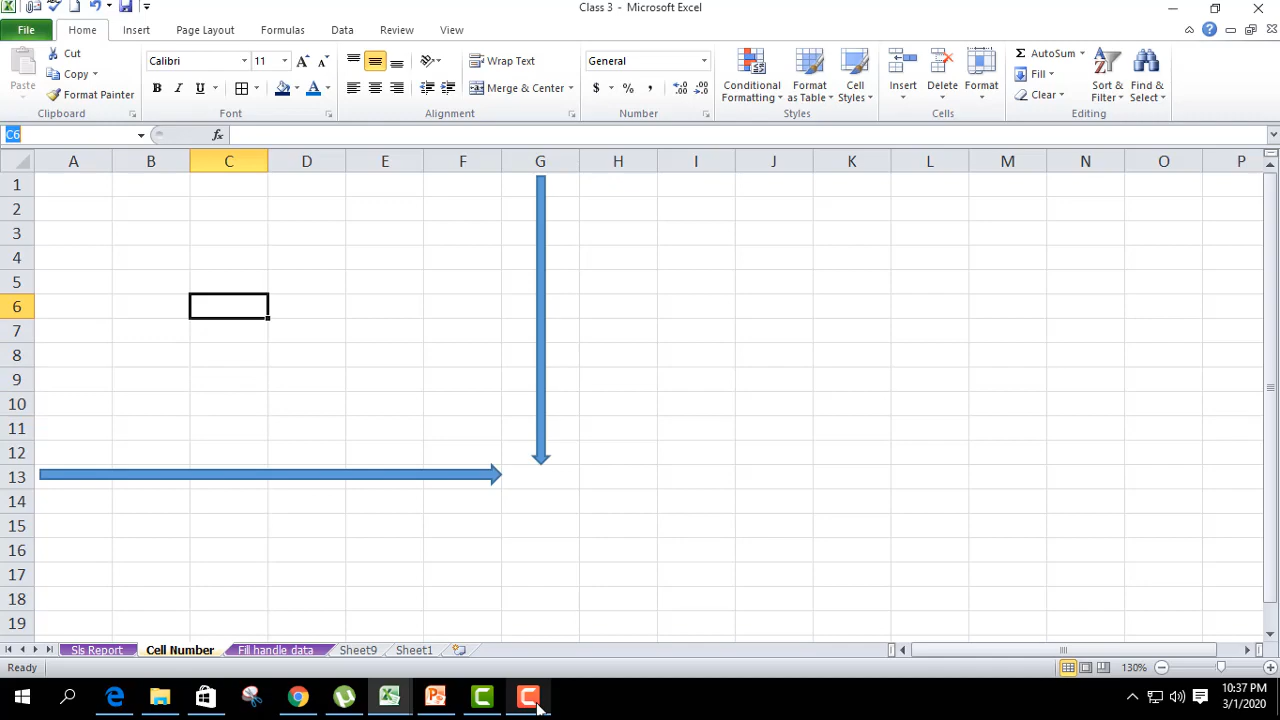 Class 3 - Microsoft Excel
File Home Insert Page Layout Formulas Data Review View
Paste Cut Copy Format Painter Clipboard
Calibri 11 B I U A Font
Wrap Text Merge & Center Alignment
General $ % , Number
Conditional Formatting Format as Table Cell Styles Styles
Insert Delete Format Cells
Σ AutoSum Fill Clear Sort & Filter Find & Select Editing
C6 fx
A B C D E F G H I J K L M N O P
1
2
3
4
5
6
7
8
9
10
11
12
13
14
15
16
17
18
19
Sls Report Cell Number Fill handle data Sheet9 Sheet1
Ready 130%
10:37 PM
3/1/2020